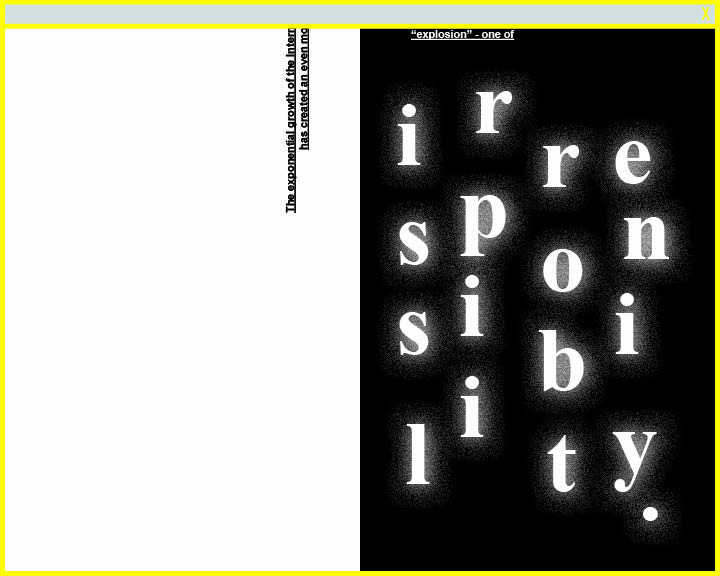 X
The exponential growth of the Intern
has created an even mo
“explosion” - one of
i r r e
s p o n
s i b i
l i t y .